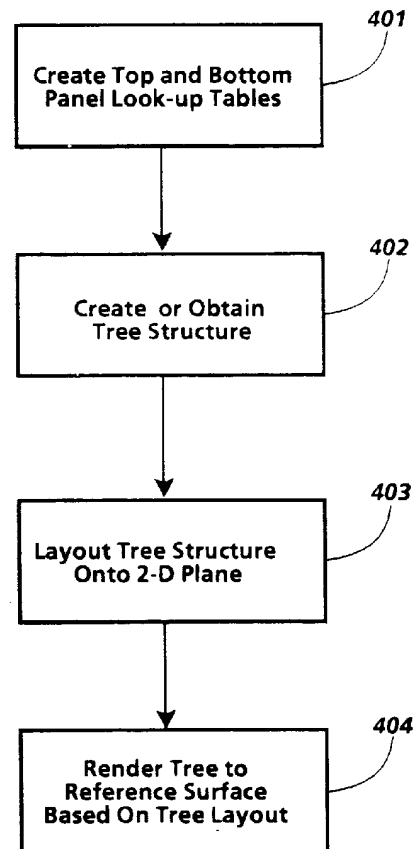 401
Create Top and Bottom
Panel Look-up Tables
402
Create or Obtain
Tree Structure
403
Layout Tree Structure
Onto 2-D Plane
404
Render Tree to
Reference Surface
Based On Tree Layout